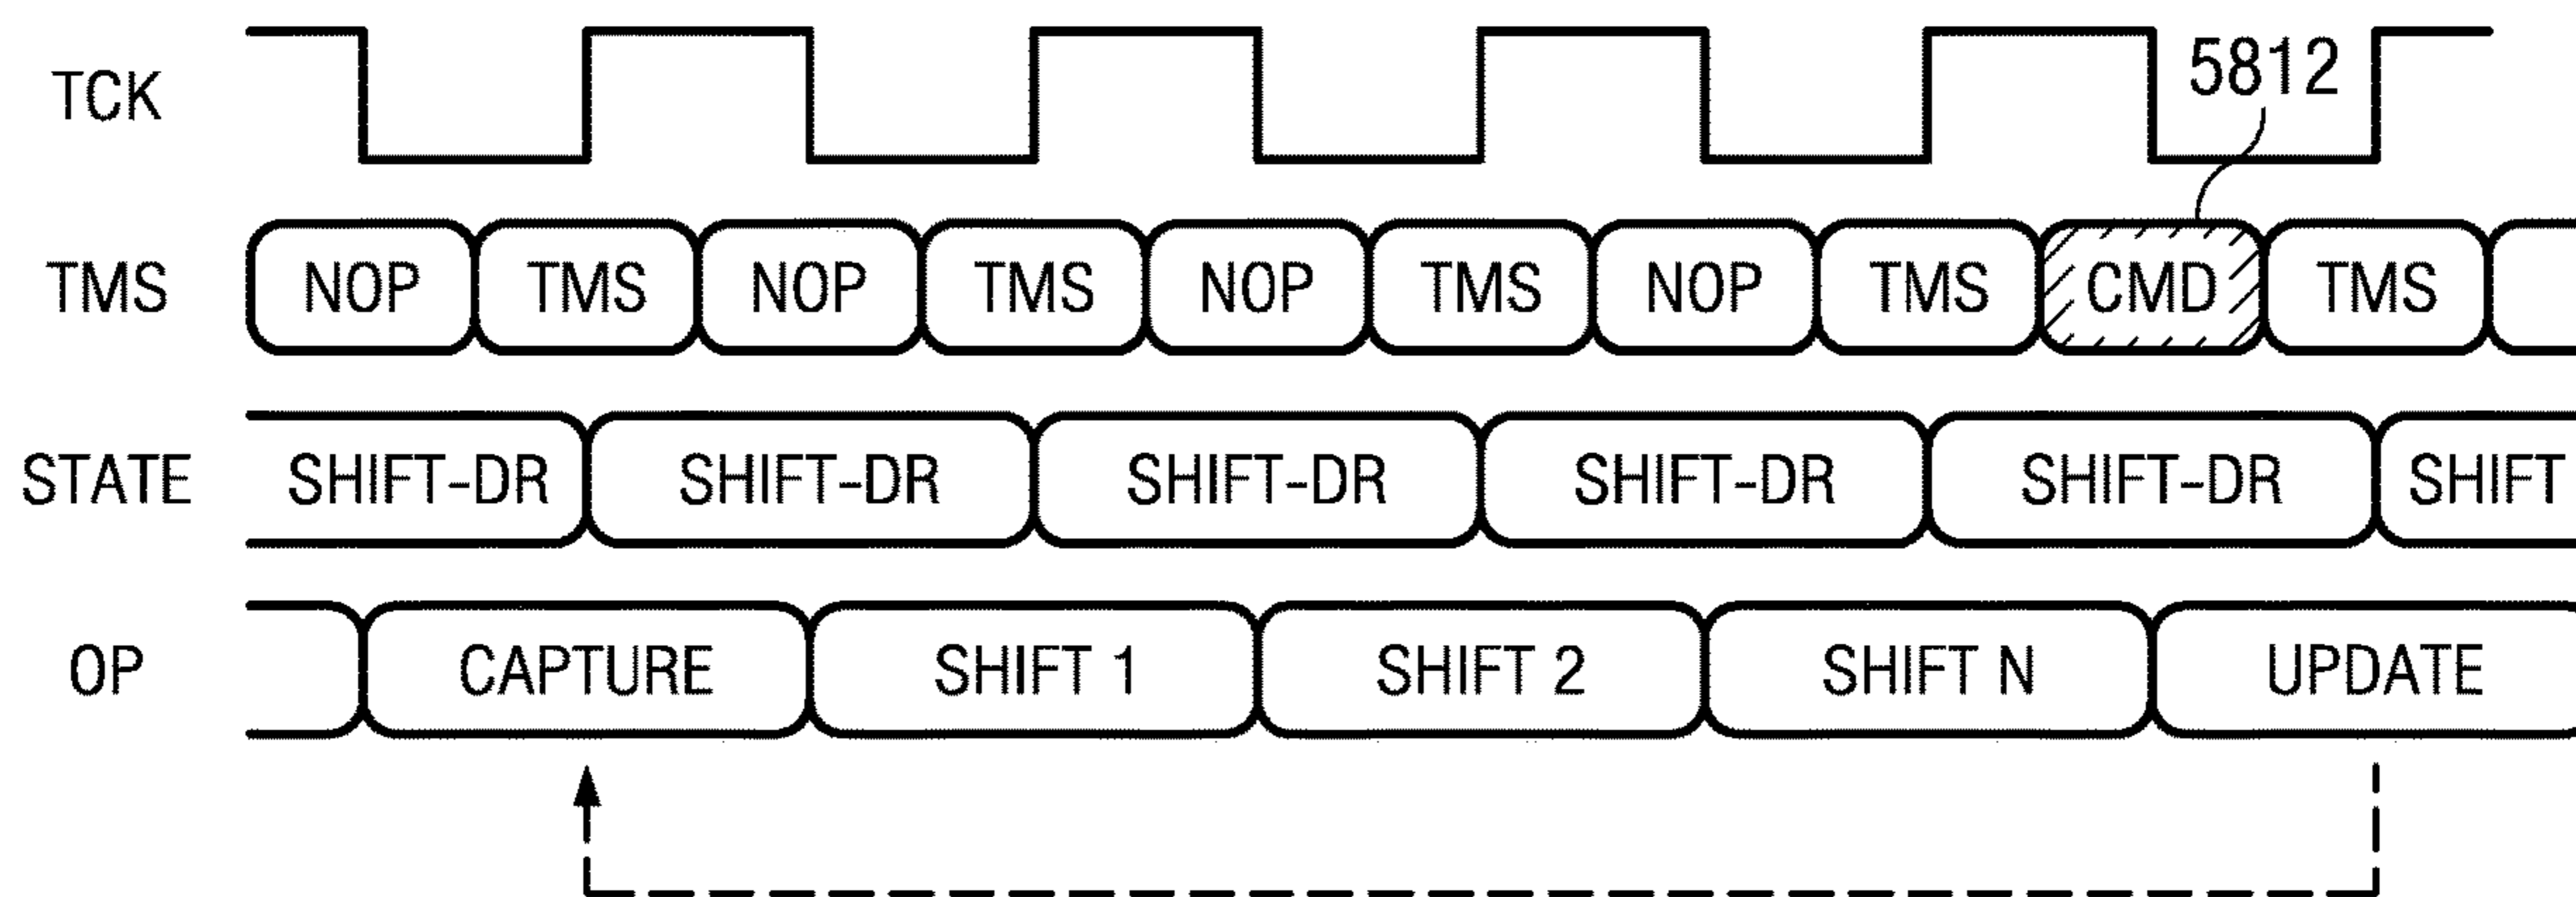 TCK
5812
TMS NOP TMS NOP TMS NOP TMS NOP TMS CMD TMS
STATE SHIFT-DR SHIFT-DR SHIFT-DR SHIFT-DR SHIFT-DR SHIFT
OP CAPTURE SHIFT 1 SHIFT 2 SHIFT N UPDATE